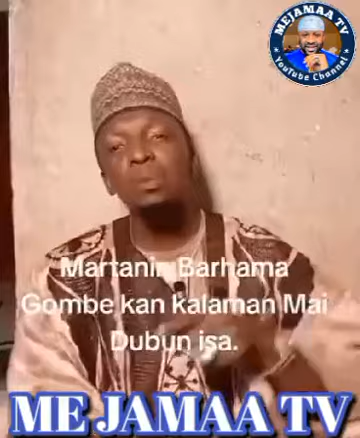 MEJAMAA TV
YouTube Channel
Martanin Barhama
Gombe kan kalaman Mai
Dubun isa.
ME JAMAA TV